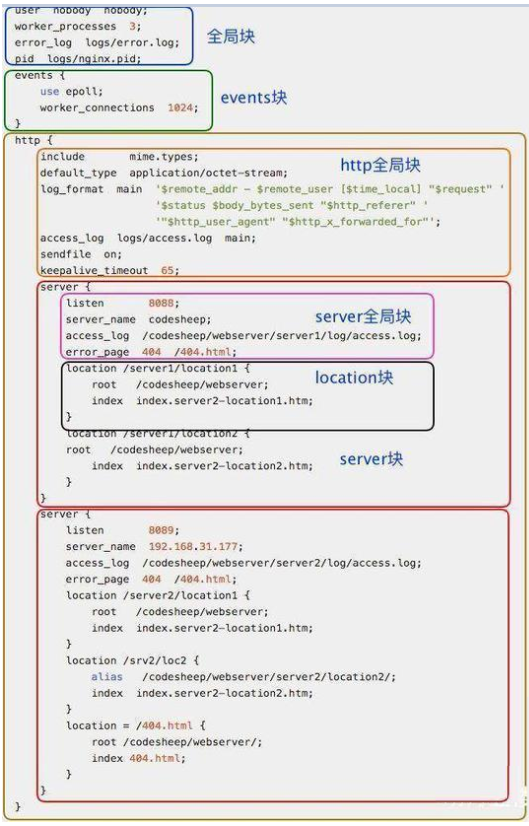 user  nobody  nobody;
worker_processes  3;
error_log  logs/error.log;
全局块
pid  logs/nginx.pid;
events {
use epoll;
events块
worker_connections  1024;
}
http {
include       mime.types;
http全局块
default_type  application/octet-stream;
log_format  main  '$remote_addr - $remote_user [$time_local] "$request" '
'$status $body_bytes_sent "$http_referer" '
'"$http_user_agent" "$http_x_forwarded_for"';
access_log  logs/access.log  main;
sendfile  on;
keepalive_timeout  65;
server {
listen       8088;
server_name  codesheep;
server全局块
access_log  /codesheep/webserver/server1/log/access.log;
error_page  404  /404.html;
location /server1/location1 {
root   /codesheep/webserver;
location块
index  index.server2-location1.htm;
}
location /server1/location2 {
root   /codesheep/webserver;
index  index.server2-location2.htm;
server块
}
}
server {
listen       8089;
server_name  192.168.31.177;
access_log  /codesheep/webserver/server2/log/access.log;
error_page  404  /404.html;
location /server2/location1 {
root   /codesheep/webserver;
index  index.server2-location1.htm;
}
location /srv2/loc2 {
alias   /codesheep/webserver/server2/location2/;
index  index.server2-location2.htm;
}
location = /404.html {
root /codesheep/webserver/;
index 404.html;
}
}
}